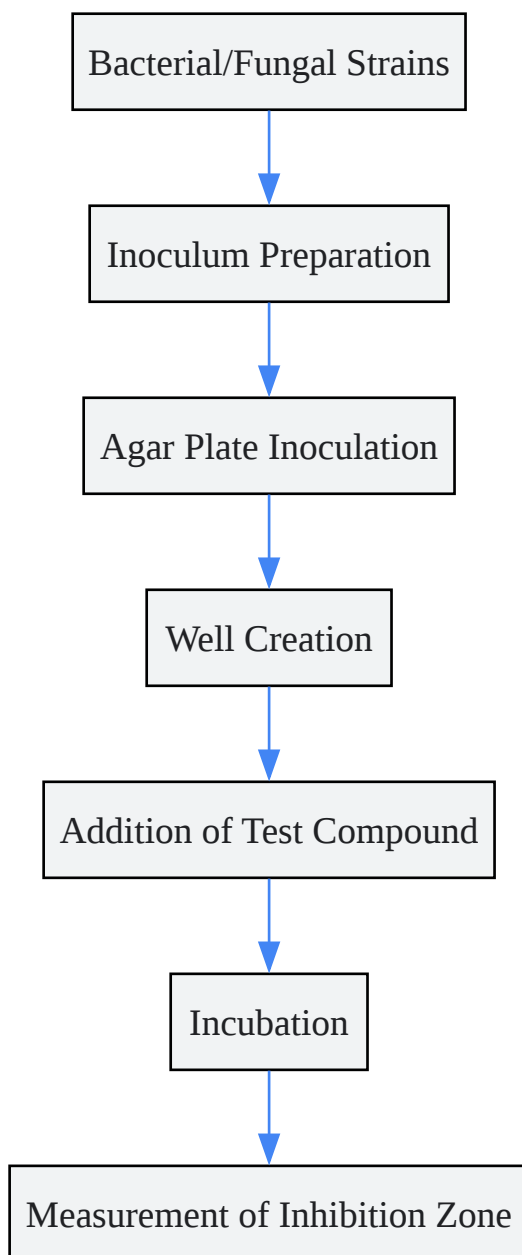 Bacterial/Fungal Strains
Inoculum Preparation
Agar Plate Inoculation
Well Creation
Addition of Test Compound
Incubation
Measurement of Inhibition Zone